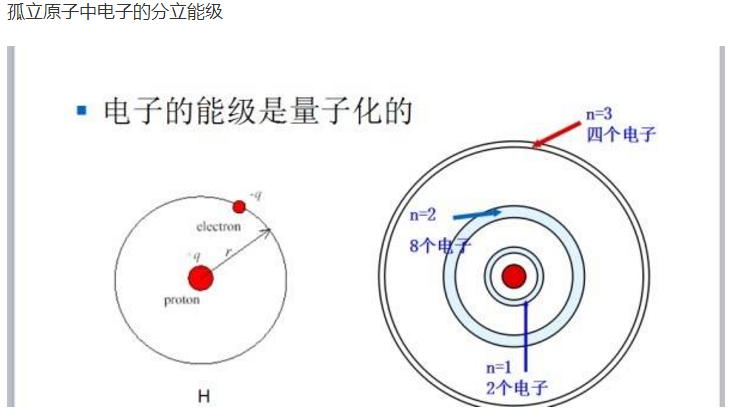 孤立原子中电子的分立能级
▪ 电子的能级是量子化的
n=3
四个电子
-q
electron
n=2
8个电子
r
q
proton
n=1
2个电子
H